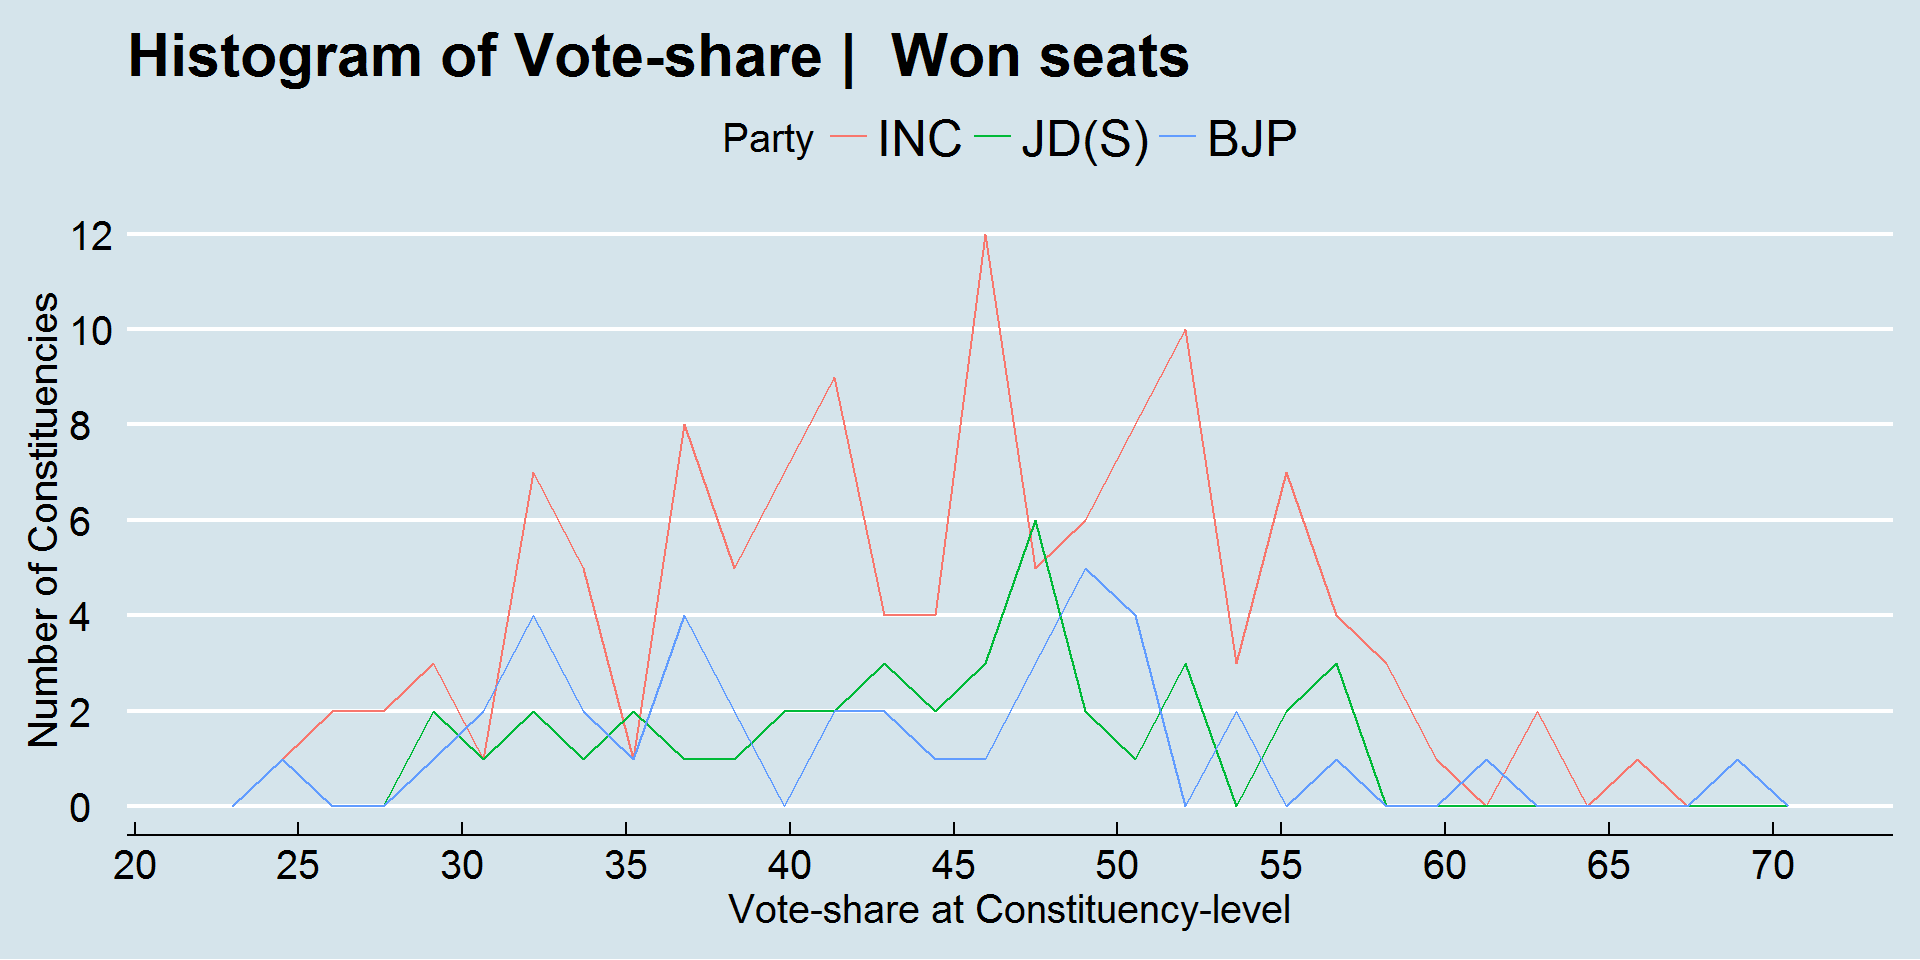 Histogram of Vote-share |  Won seats
Party INC JD(S) BJP
Number of Constituencies
12
10
8
6
4
2
0
20 25 30 35 40 45 50 55 60 65 70
Vote-share at Constituency-level